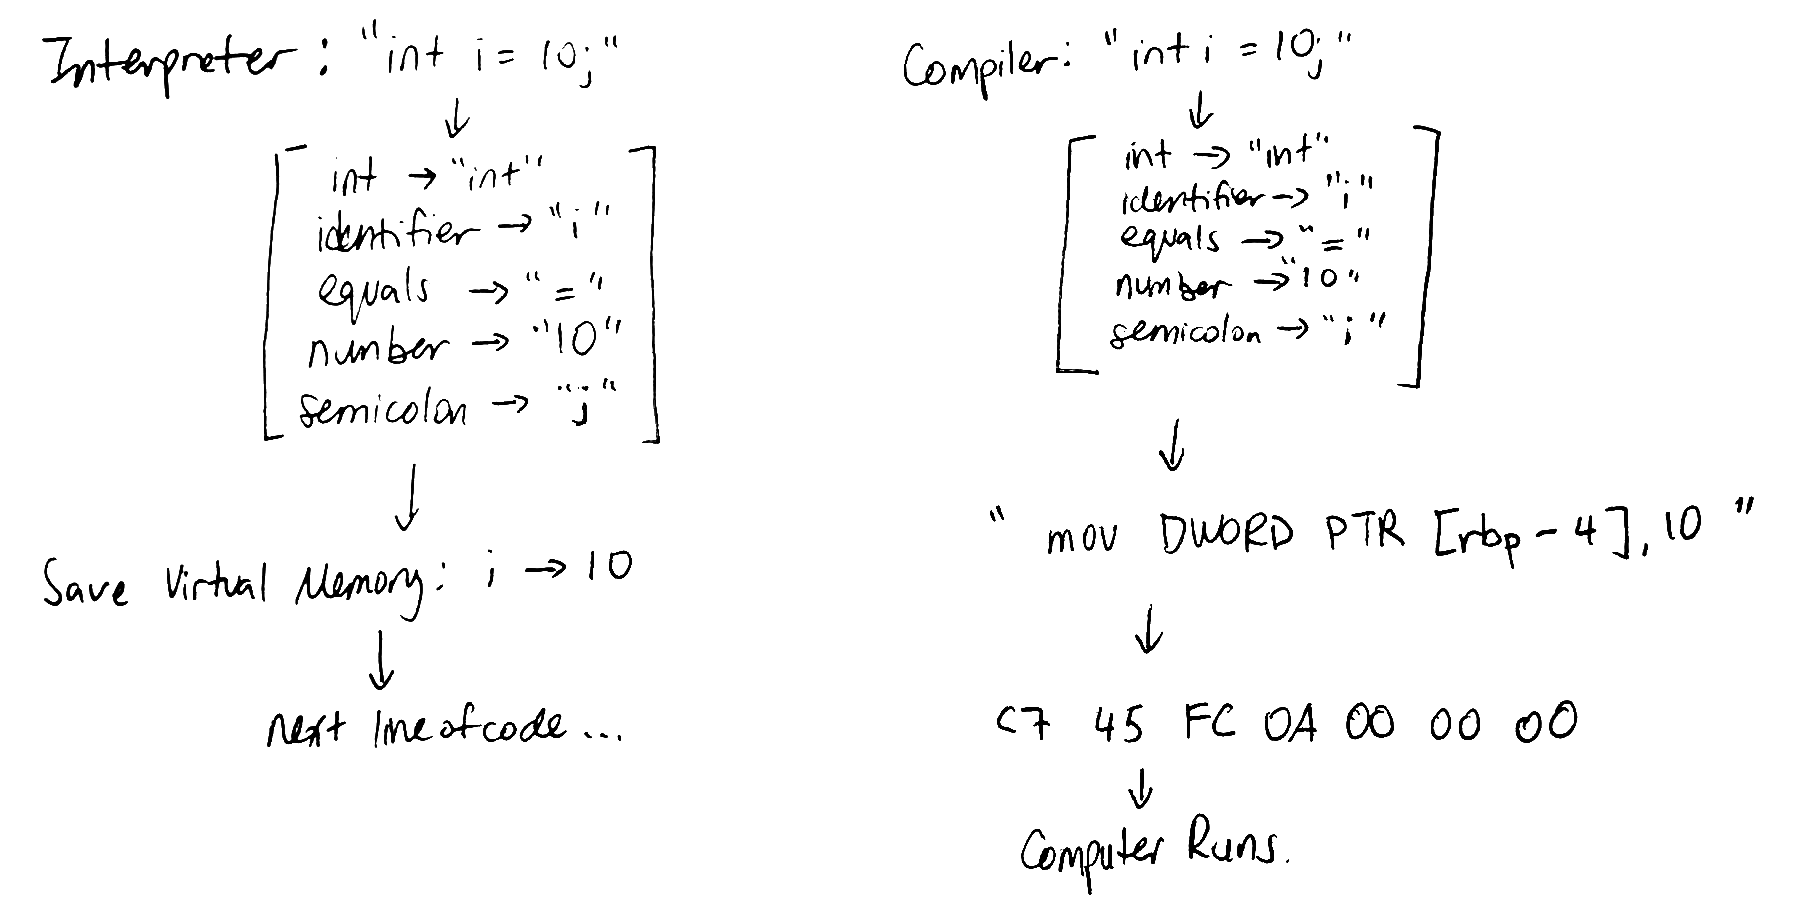 Interpreter: "int i = 10;"
int → "int"
identifier → "i"
equals → "="
number → "10"
semicolon → ";"
Save Virtual Memory: i → 10
next line of code ...
Compiler: "int i = 10;"
int → "int"
identifier → "i"
equals → "="
number → "10"
semicolon → ";"
" mov DWORD PTR [rbp - 4], 10 "
C7 45 FC 0A 00 00 00
Computer Runs.